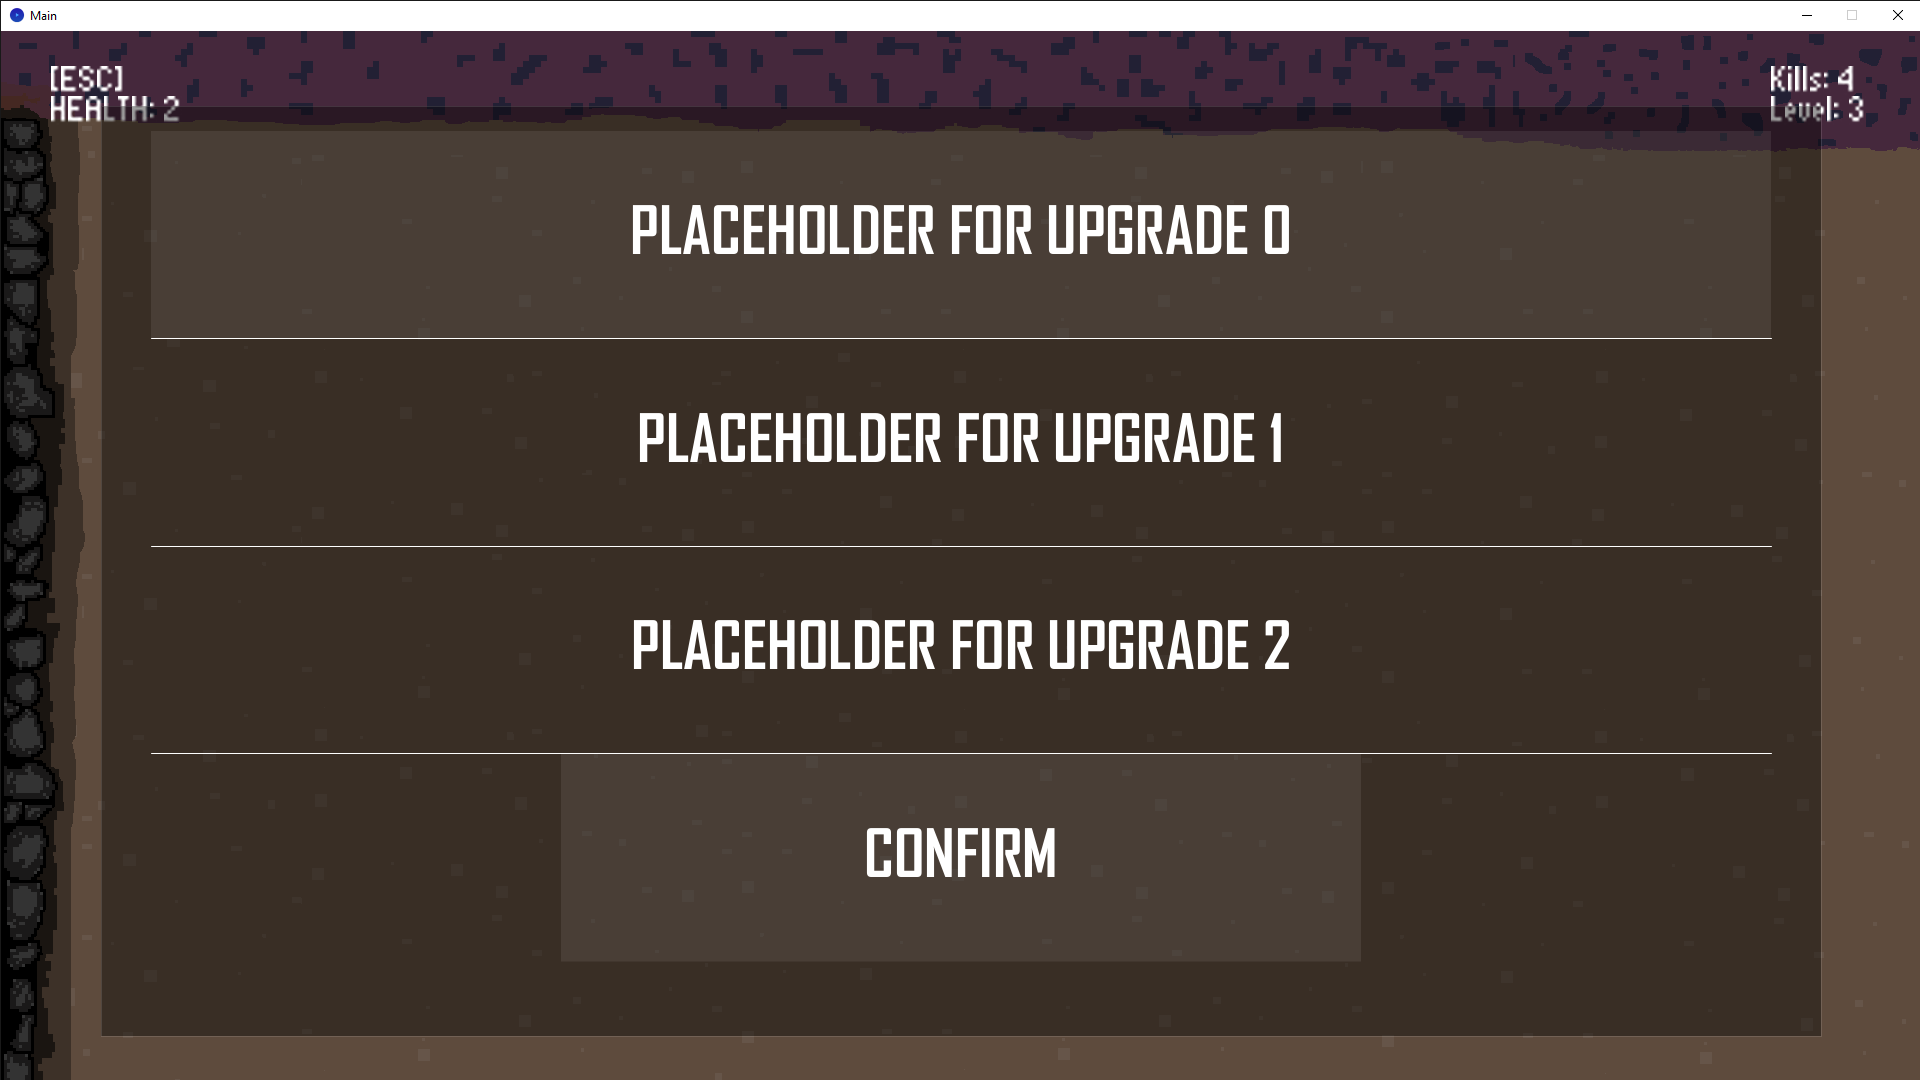 Main
[ESC]
HEALTH: 2
Kills: 4
Level: 3
PLACEHOLDER FOR UPGRADE 0
PLACEHOLDER FOR UPGRADE 1
PLACEHOLDER FOR UPGRADE 2
CONFIRM